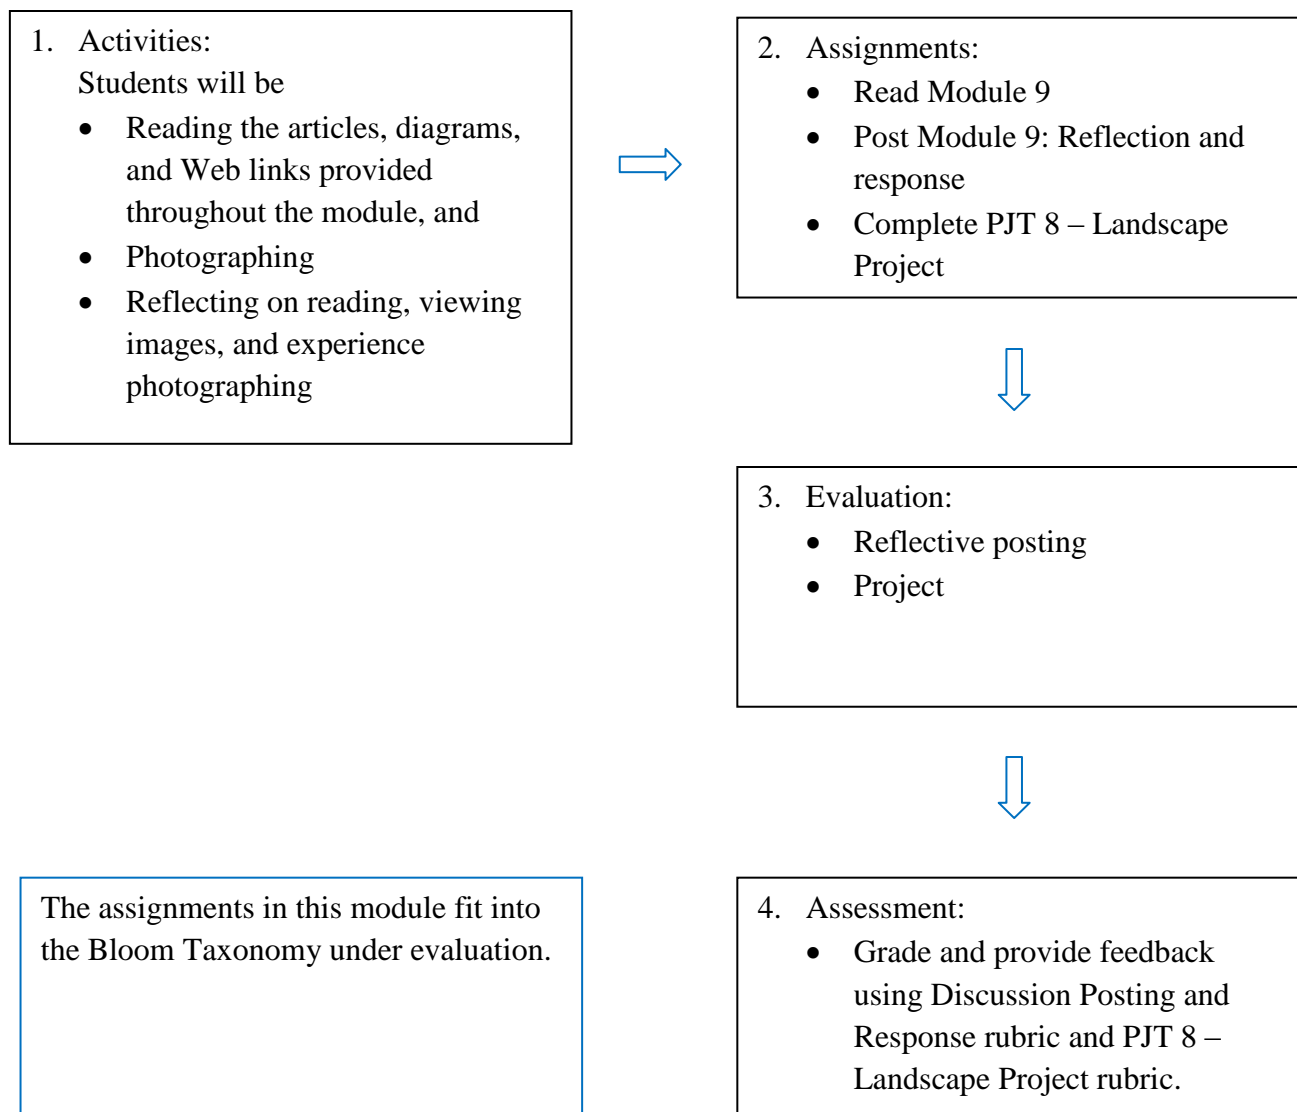 1. Activities:
Students will be
• Reading the articles, diagrams,
and Web links provided
throughout the module, and
• Photographing
• Reflecting on reading, viewing
images, and experience
photographing
2. Assignments:
• Read Module 9
• Post Module 9: Reflection and
response
• Complete PJT 8 – Landscape
Project
3. Evaluation:
• Reflective posting
• Project
The assignments in this module fit into
the Bloom Taxonomy under evaluation.
4. Assessment:
• Grade and provide feedback
using Discussion Posting and
Response rubric and PJT 8 –
Landscape Project rubric.